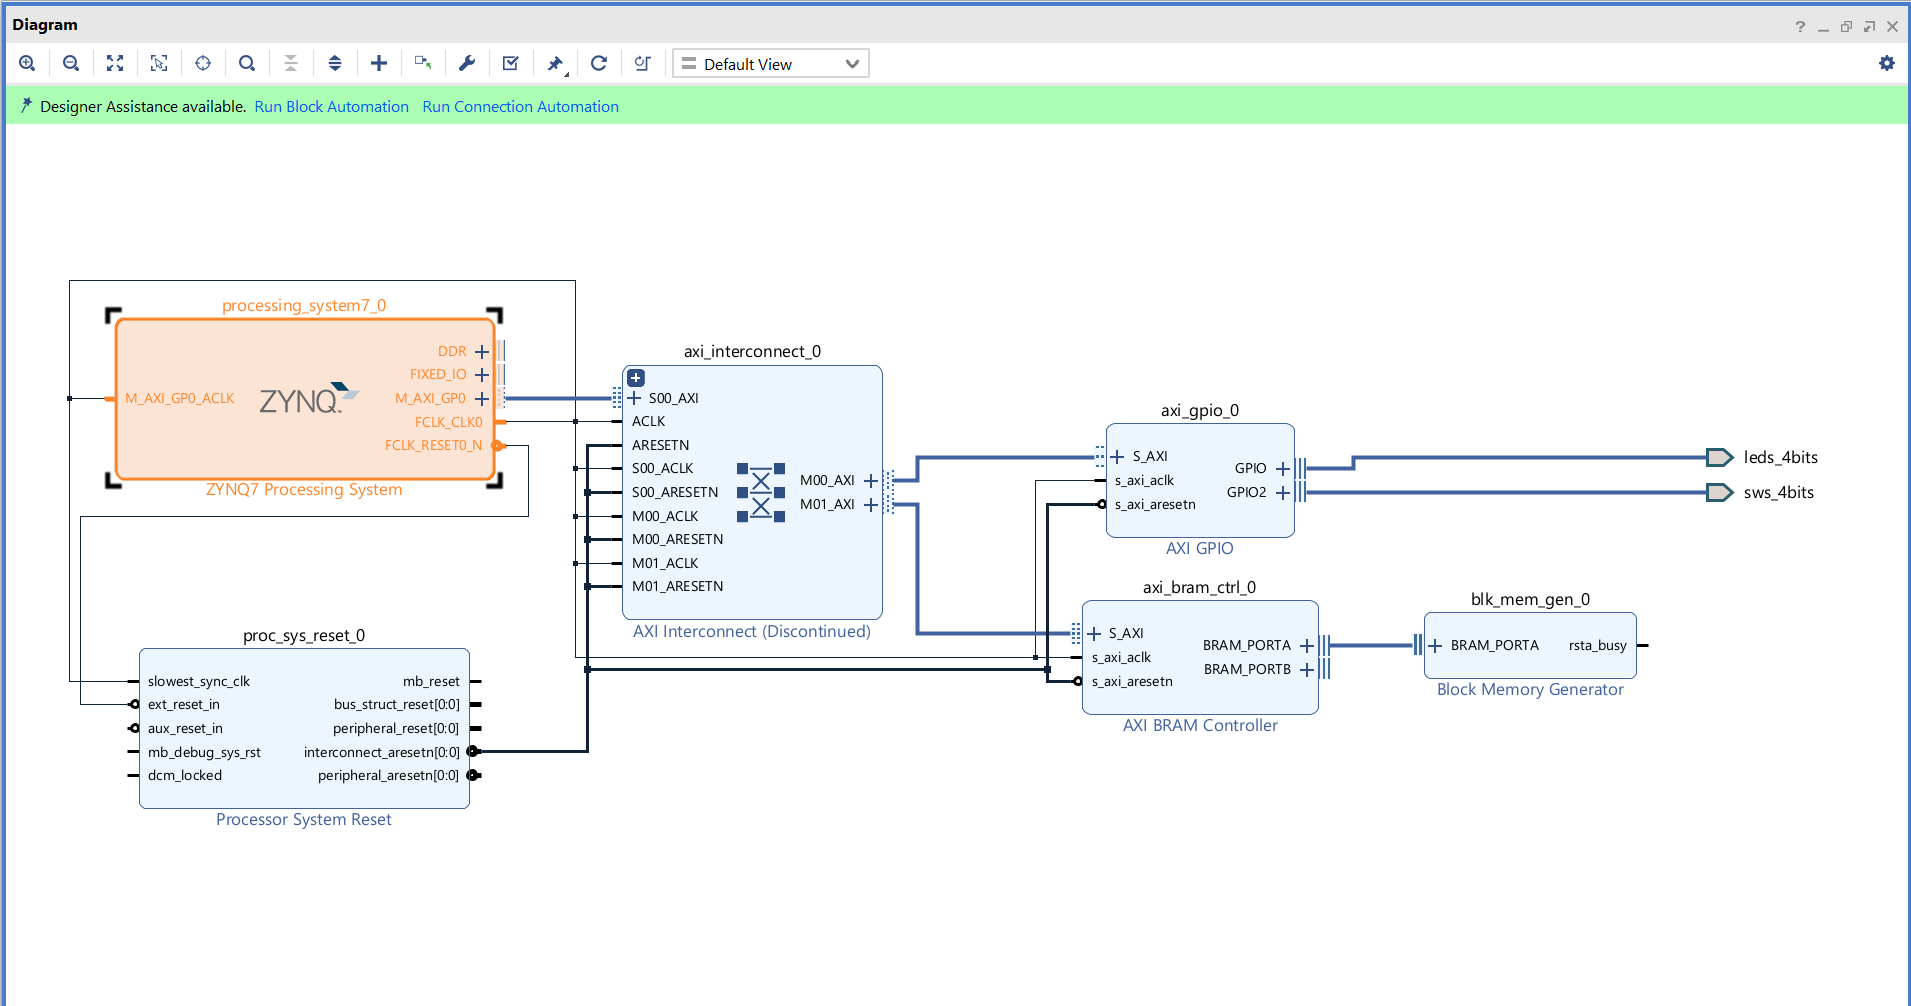 Diagram
?
Default View
Designer Assistance available. Run Block Automation Run Connection Automation
processing_system7_0
DDR
FIXED_IO
M_AXI_GP0_ACLK
ZYNQ
M_AXI_GP0
FCLK_CLK0
FCLK_RESET0_N
ZYNQ7 Processing System
axi_interconnect_0
S00_AXI
ACLK
ARESETN
S00_ACLK
S00_ARESETN
M00_ACLK
M00_ARESETN
M01_ACLK
M01_ARESETN
M00_AXI
M01_AXI
AXI Interconnect (Discontinued)
axi_gpio_0
S_AXI
s_axi_aclk
s_axi_aresetn
GPIO
GPIO2
AXI GPIO
leds_4bits
sws_4bits
axi_bram_ctrl_0
S_AXI
s_axi_aclk
s_axi_aresetn
BRAM_PORTA
BRAM_PORTB
AXI BRAM Controller
blk_mem_gen_0
BRAM_PORTA
rsta_busy
Block Memory Generator
proc_sys_reset_0
slowest_sync_clk
ext_reset_in
aux_reset_in
mb_debug_sys_rst
dcm_locked
mb_reset
bus_struct_reset[0:0]
peripheral_reset[0:0]
interconnect_aresetn[0:0]
peripheral_aresetn[0:0]
Processor System Reset